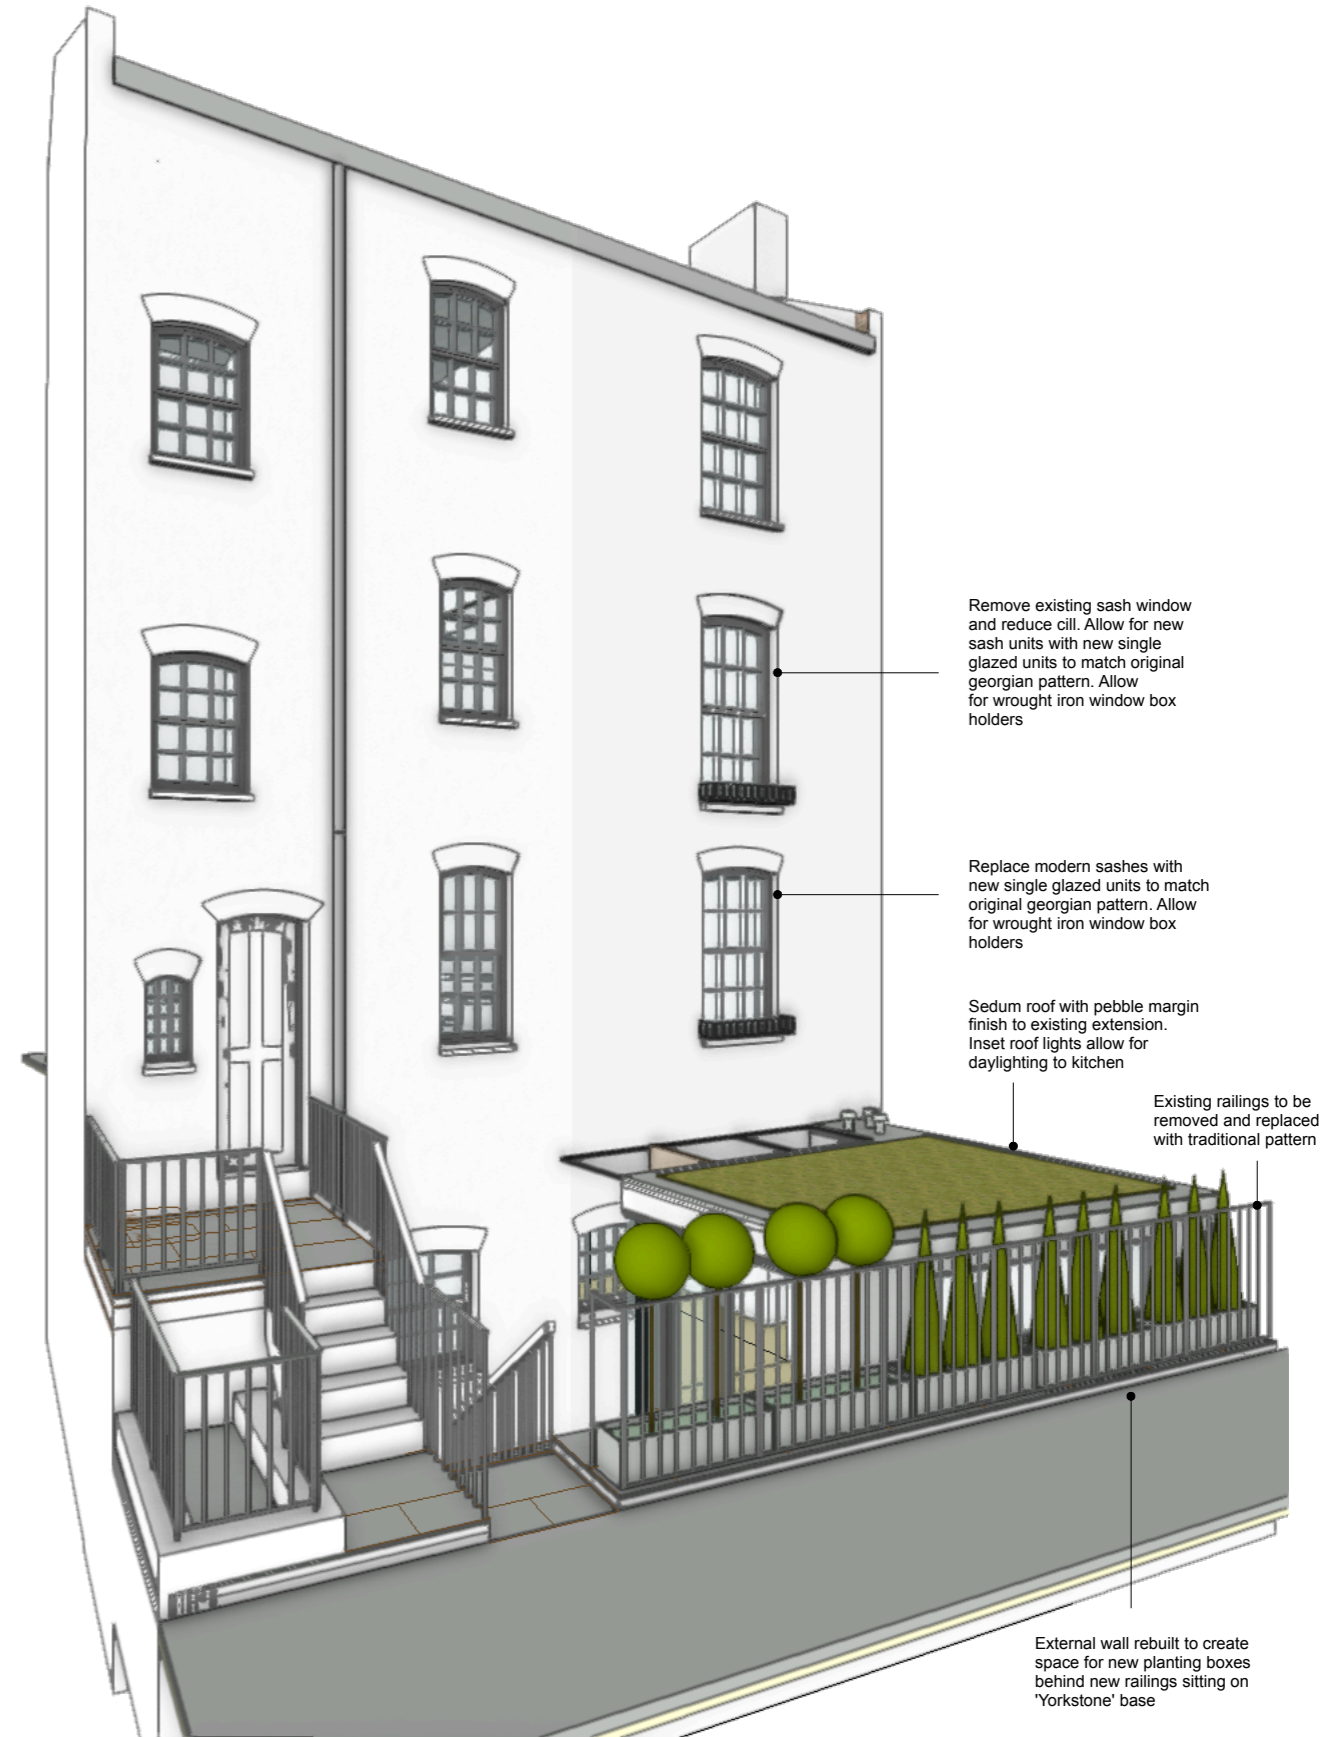 Remove existing sash window
and reduce cill. Allow for new
sash units with new single
glazed units to match original
georgian pattern. Allow
for wrought iron window box
holders
Replace modern sashes with
new single glazed units to match
original georgian pattern. Allow
for wrought iron window box
holders
Sedum roof with pebble margin
finish to existing extension.
Inset roof lights allow for
daylighting to kitchen
Existing railings to be
removed and replaced
with traditional pattern
External wall rebuilt to create
space for new planting boxes
behind new railings sitting on
'Yorkstone' base